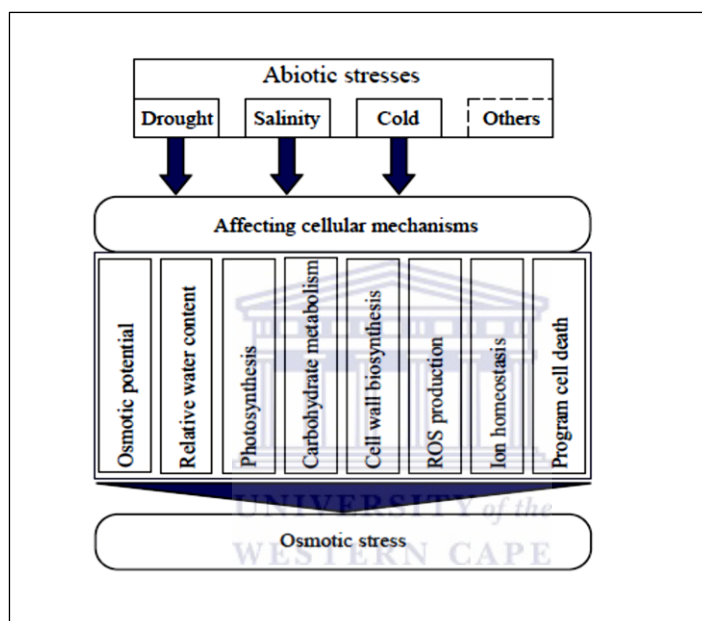 Abiotic stresses
Drought
Salinity
Cold
Others
Affecting cellular mechanisms
Osmotic potential
Relative water content
Photosynthesis
Carbohydrate metabolism
Cell wall biosynthesis
ROS production
Ion homeostasis
Program cell death
UNIVERSITY of the
WESTERN CAPE
Osmotic stress